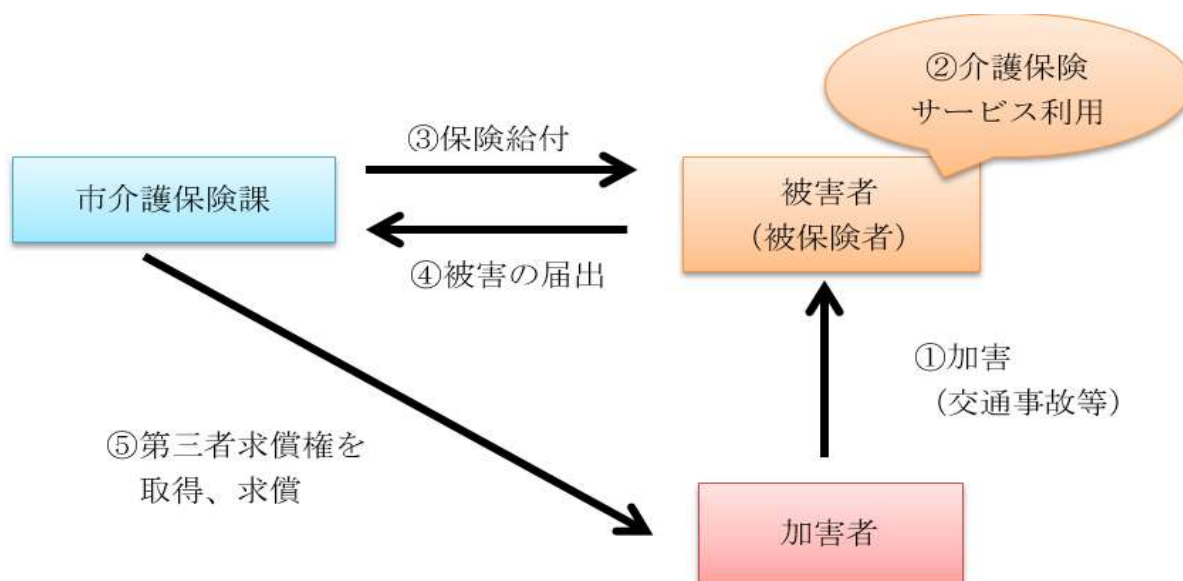 ②介護保険
サービス利用
③保険給付
市介護保険課
被害者
（被保険者）
④被害の届出
①加害
（交通事故等）
⑤第三者求償権を
取得、求償
加害者